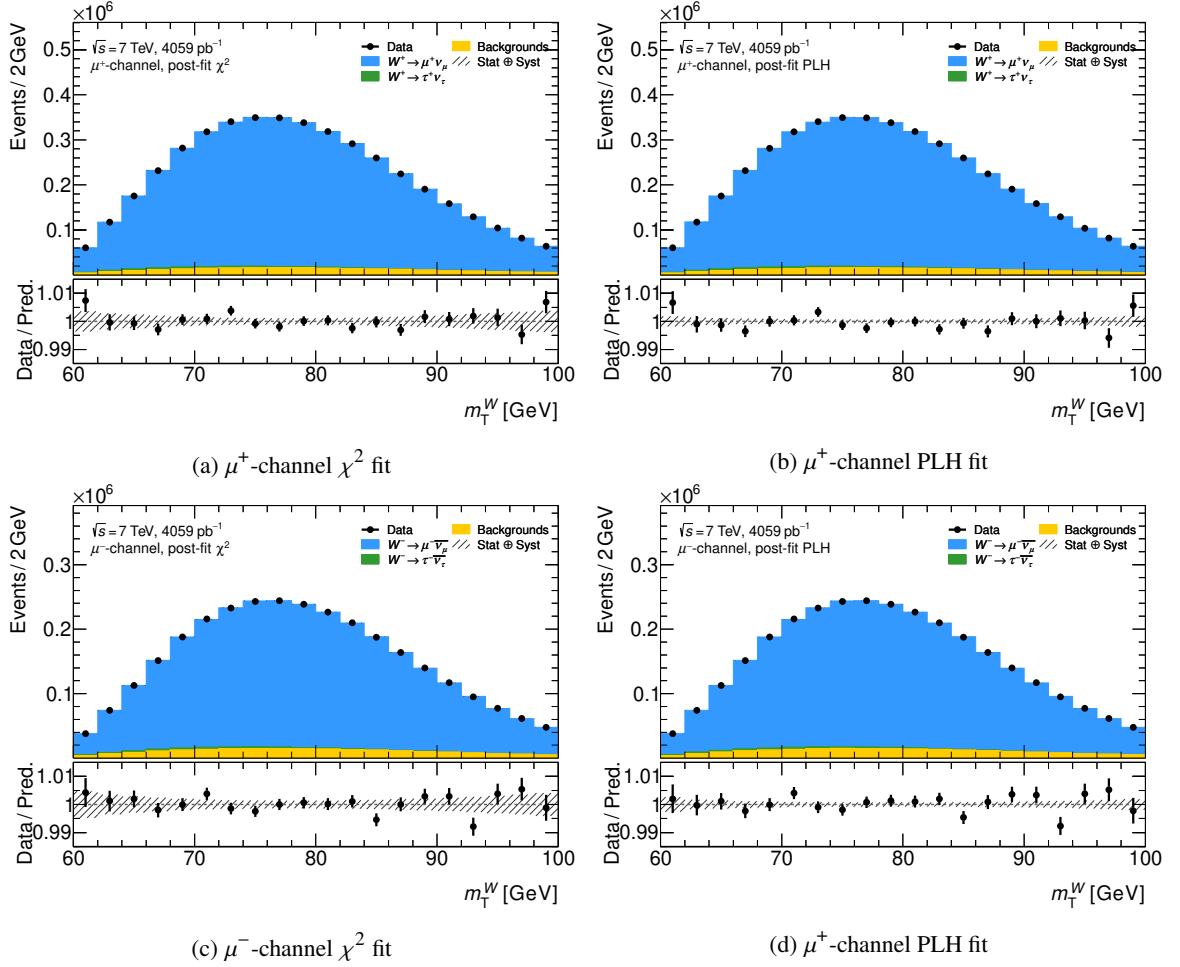 ×10⁶ ×10⁶
Events / 2 GeV 0.5 0.4 0.3 0.2 0.1
√s = 7 TeV, 4059 pb⁻¹
μ⁺-channel, post-fit χ²
Data Backgrounds
W⁺→μ⁺ν_μ Stat ⊕ Syst
W⁺→τ⁺ν_τ
Data / Pred. 1.01 1 0.99
60 70 80 90 100
m_T^W [GeV]
Events / 2 GeV 0.5 0.4 0.3 0.2 0.1
√s = 7 TeV, 4059 pb⁻¹
μ⁺-channel, post-fit PLH
Data Backgrounds
W⁺→μ⁺ν_μ Stat ⊕ Syst
W⁺→τ⁺ν_τ
Data / Pred. 1.01 1 0.99
60 70 80 90 100
m_T^W [GeV]
(a) μ⁺-channel χ² fit
(b) μ⁺-channel PLH fit
×10⁶ ×10⁶
Events / 2 GeV 0.3 0.2 0.1
√s = 7 TeV, 4059 pb⁻¹
μ⁻-channel, post-fit χ²
Data Backgrounds
W⁻→μ⁻ν̅_μ Stat ⊕ Syst
W⁻→τ⁻ν̅_τ
Data / Pred. 1.01 1 0.99
60 70 80 90 100
m_T^W [GeV]
Events / 2 GeV 0.3 0.2 0.1
√s = 7 TeV, 4059 pb⁻¹
μ⁻-channel, post-fit PLH
Data Backgrounds
W⁻→μ⁻ν̅_μ Stat ⊕ Syst
W⁻→τ⁻ν̅_τ
Data / Pred. 1.01 1 0.99
60 70 80 90 100
m_T^W [GeV]
(c) μ⁻-channel χ² fit
(d) μ⁺-channel PLH fit